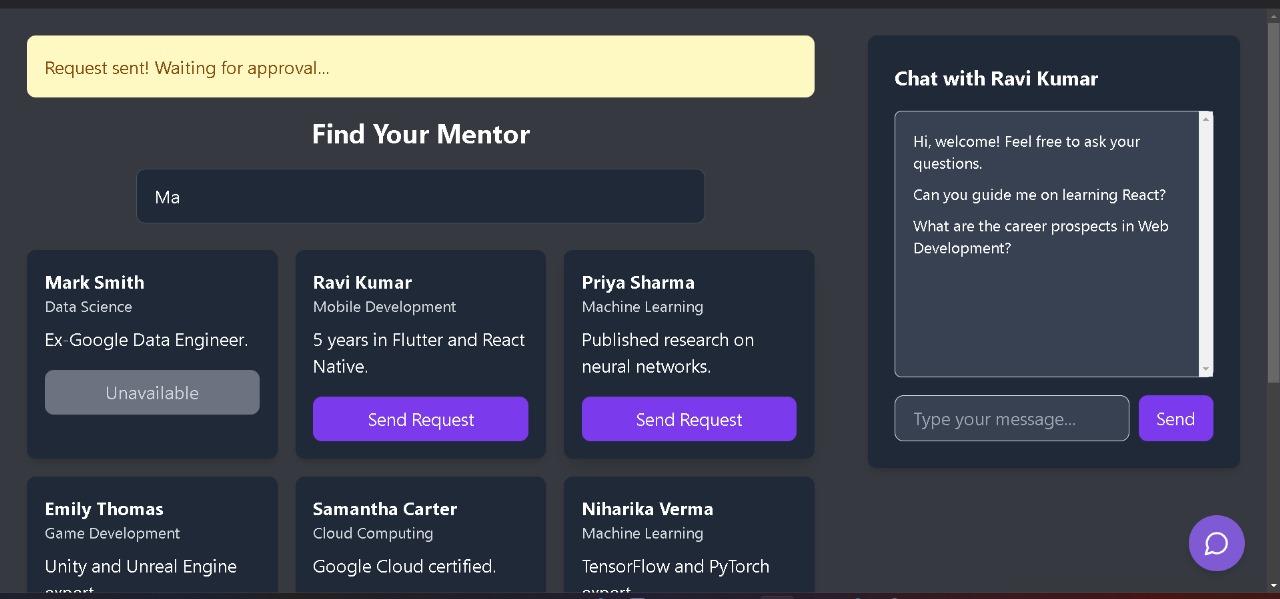 Request sent! Waiting for approval...
Find Your Mentor
Ma
Mark Smith
Data Science
Ex-Google Data Engineer.
Unavailable
Ravi Kumar
Mobile Development
5 years in Flutter and React
Native.
Send Request
Priya Sharma
Machine Learning
Published research on
neural networks.
Send Request
Emily Thomas
Game Development
Unity and Unreal Engine
expert.
Samantha Carter
Cloud Computing
Google Cloud certified.
Niharika Verma
Machine Learning
TensorFlow and PyTorch
expert.
Chat with Ravi Kumar
Hi, welcome! Feel free to ask your
questions.
Can you guide me on learning React?
What are the career prospects in Web
Development?
Type your message...
Send